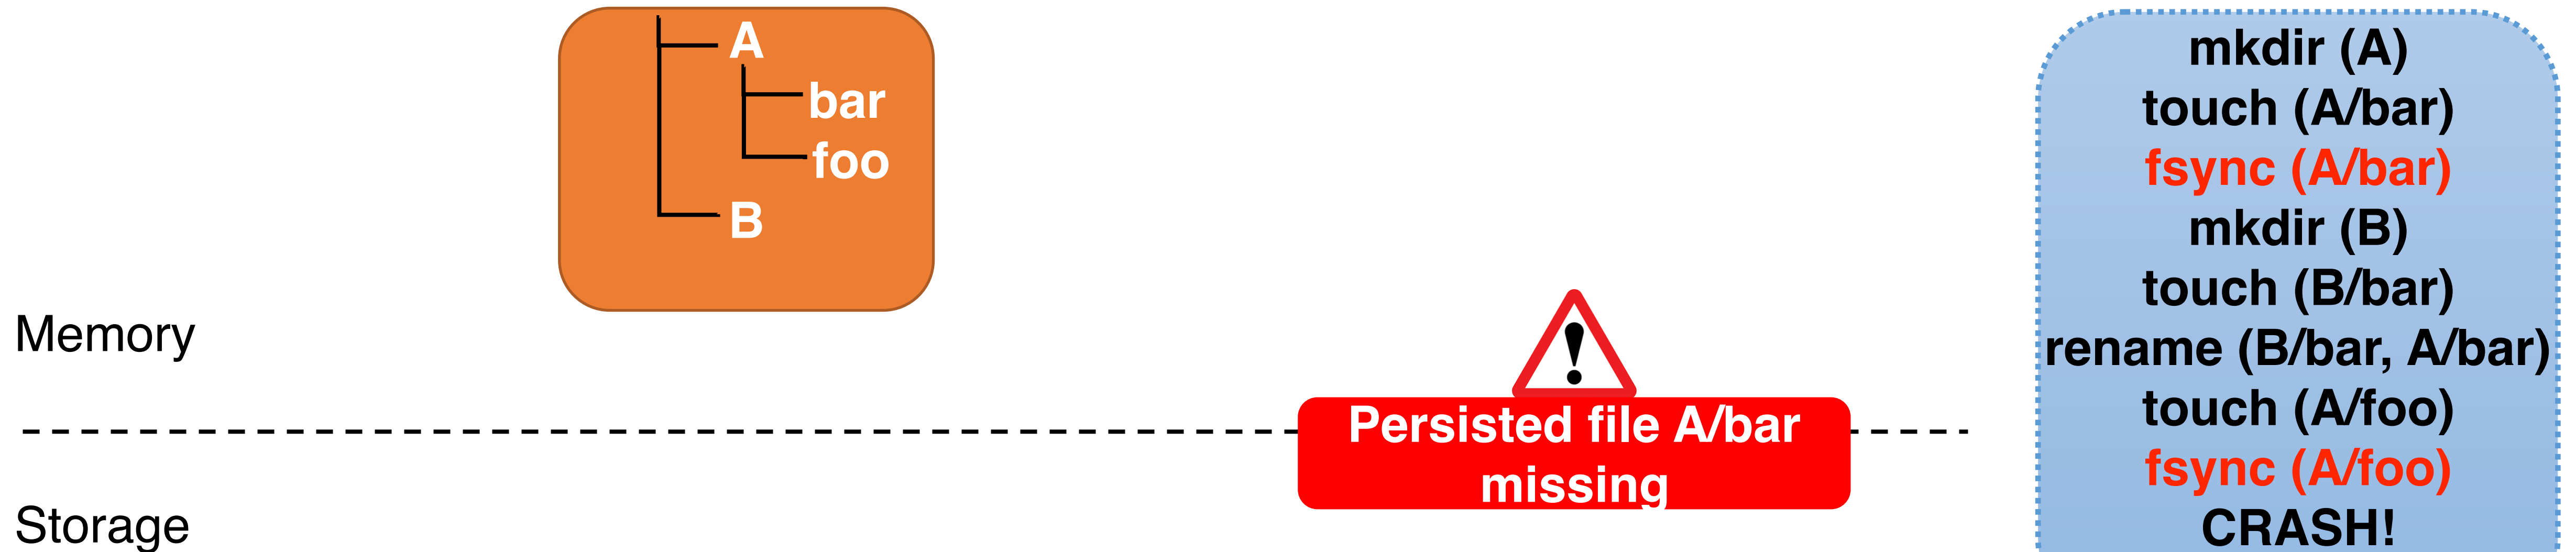 A
bar
foo
B
Memory
Persisted file A/bar
missing
Storage
mkdir (A)
touch (A/bar)
fsync (A/bar)
mkdir (B)
touch (B/bar)
rename (B/bar, A/bar)
touch (A/foo)
fsync (A/foo)
CRASH!